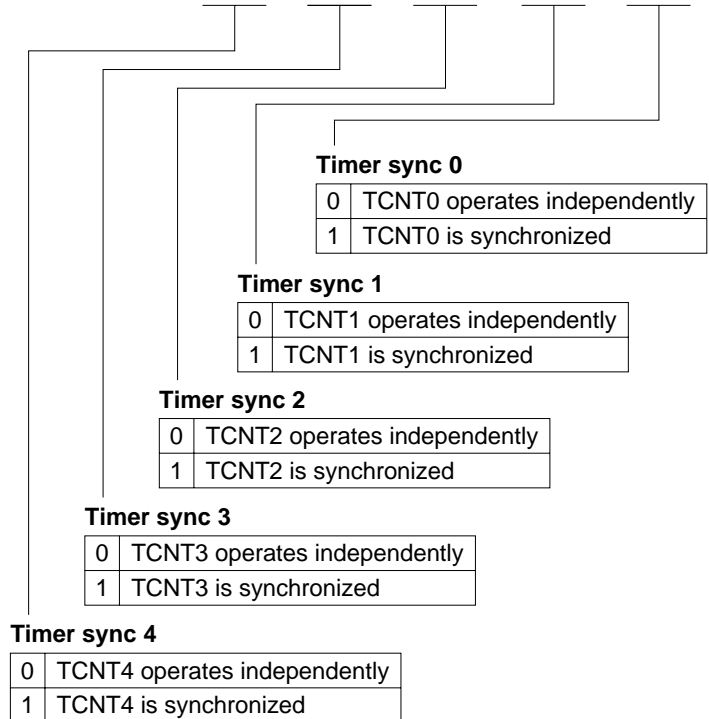 Timer sync 0
0 TCNT0 operates independently
1 TCNT0 is synchronized
Timer sync 1
0 TCNT1 operates independently
1 TCNT1 is synchronized
Timer sync 2
0 TCNT2 operates independently
1 TCNT2 is synchronized
Timer sync 3
0 TCNT3 operates independently
1 TCNT3 is synchronized
Timer sync 4
0 TCNT4 operates independently
1 TCNT4 is synchronized